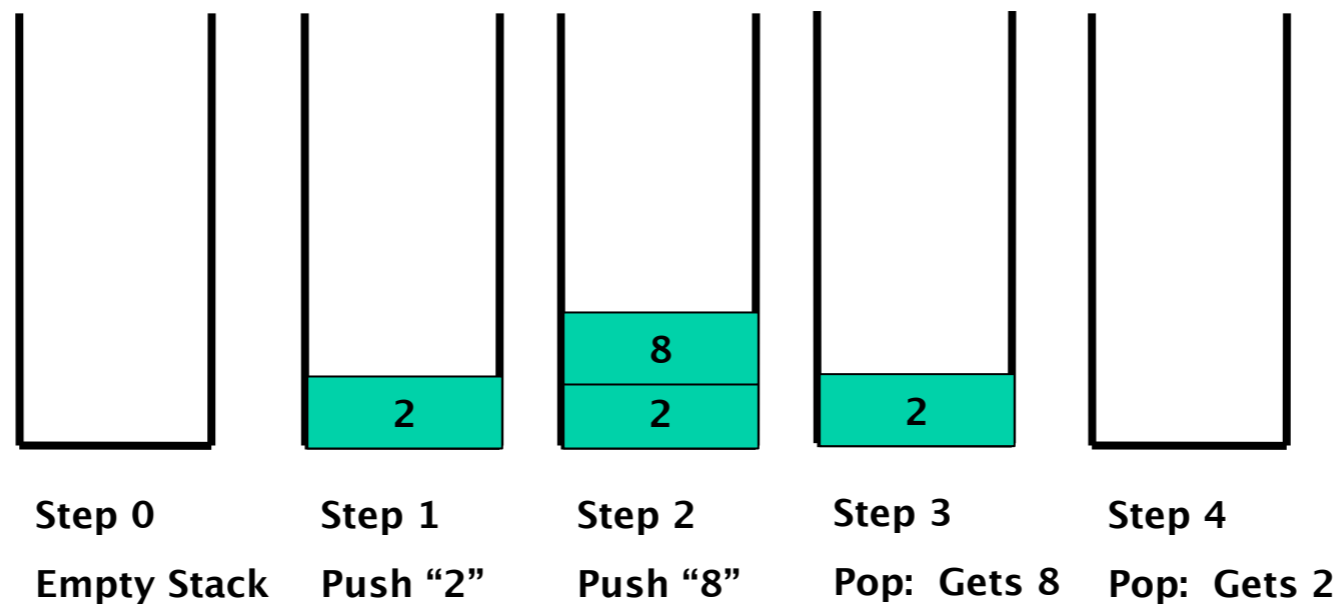 2
8
2
2
Step 0
Empty Stack
Step 1
Push “2”
Step 2
Push “8”
Step 3
Pop: Gets 8
Step 4
Pop: Gets 2